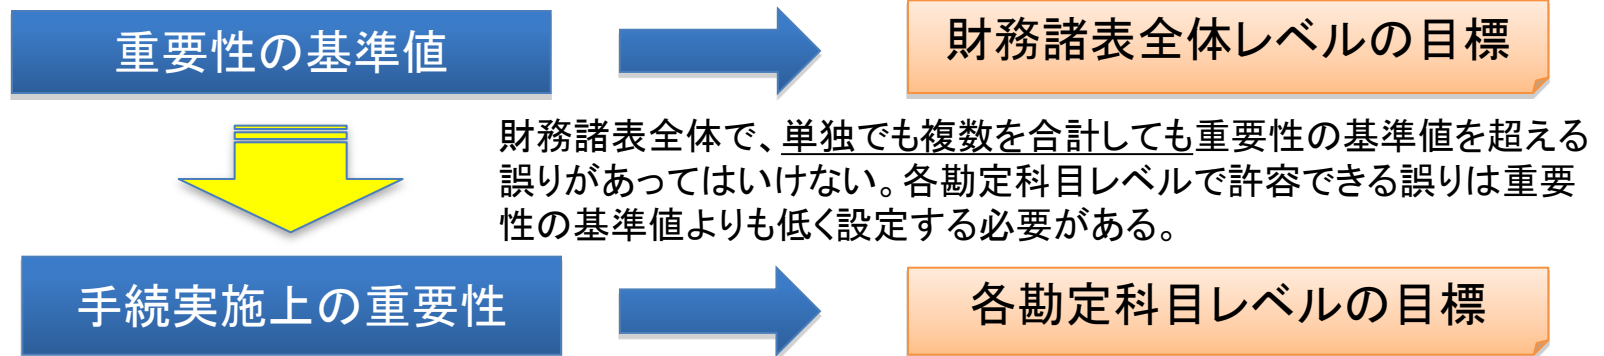 重要性の基準値
財務諸表全体レベルの目標
財務諸表全体で、単独でも複数を合計しても重要性の基準値を超える
誤りがあってはいけない。各勘定科目レベルで許容できる誤りは重要
性の基準値よりも低く設定する必要がある。
手続実施上の重要性
各勘定科目レベルの目標